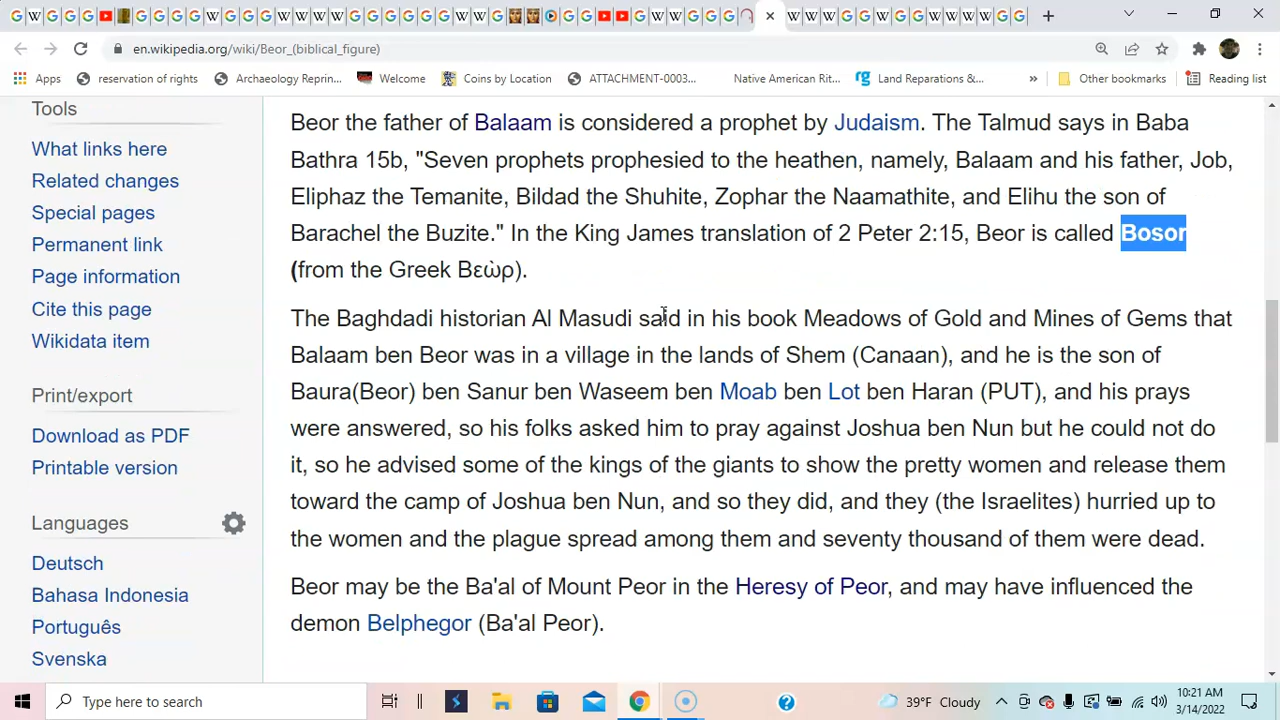 en.wikipedia.org/wiki/Beor_(biblical_figure)
Apps reservation of rights Archaeology Reprin... Welcome Coins by Location ATTACHMENT-0003... Native American Rit... Land Reparations &... » Other bookmarks Reading list
Tools
What links here
Related changes
Special pages
Permanent link
Page information
Cite this page
Wikidata item
Print/export
Download as PDF
Printable version
Languages
Deutsch
Bahasa Indonesia
Português
Svenska
Beor the father of Balaam is considered a prophet by Judaism. The Talmud says in Baba
Bathra 15b, "Seven prophets prophesied to the heathen, namely, Balaam and his father, Job,
Eliphaz the Temanite, Bildad the Shuhite, Zophar the Naamathite, and Elihu the son of
Barachel the Buzite." In the King James translation of 2 Peter 2:15, Beor is called Bosor
(from the Greek Βεὼρ).
The Baghdadi historian Al Masudi said in his book Meadows of Gold and Mines of Gems that
Balaam ben Beor was in a village in the lands of Shem (Canaan), and he is the son of
Baura(Beor) ben Sanur ben Waseem ben Moab ben Lot ben Haran (PUT), and his prays
were answered, so his folks asked him to pray against Joshua ben Nun but he could not do
it, so he advised some of the kings of the giants to show the pretty women and release them
toward the camp of Joshua ben Nun, and so they did, and they (the Israelites) hurried up to
the women and the plague spread among them and seventy thousand of them were dead.
Beor may be the Ba'al of Mount Peor in the Heresy of Peor, and may have influenced the
demon Belphegor (Ba'al Peor).
Type here to search
39°F Cloudy
10:21 AM
3/14/2022